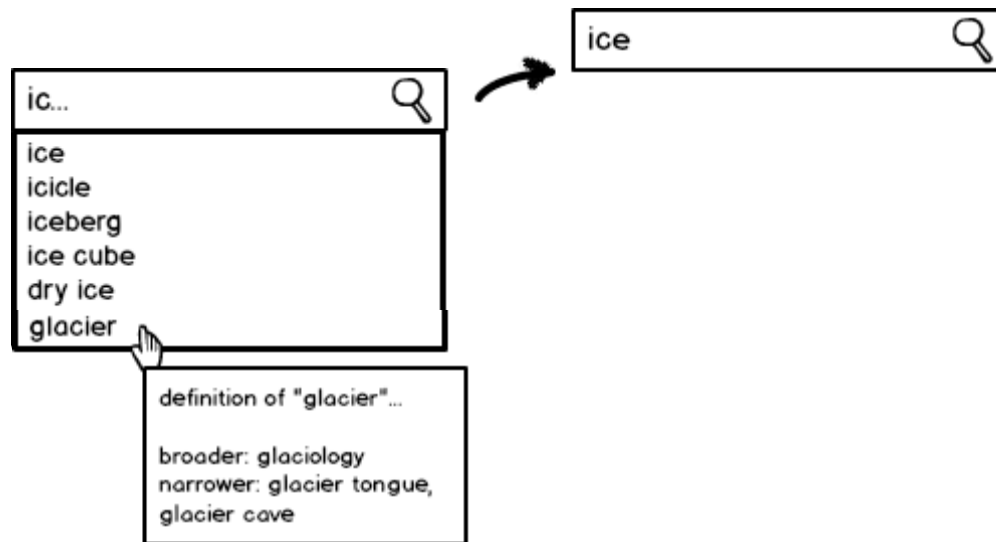 ic...
ice
icicle
iceberg
ice cube
dry ice
glacier
definition of "glacier"...
broader: glaciology
narrower: glacier tongue,
glacier cave
ice